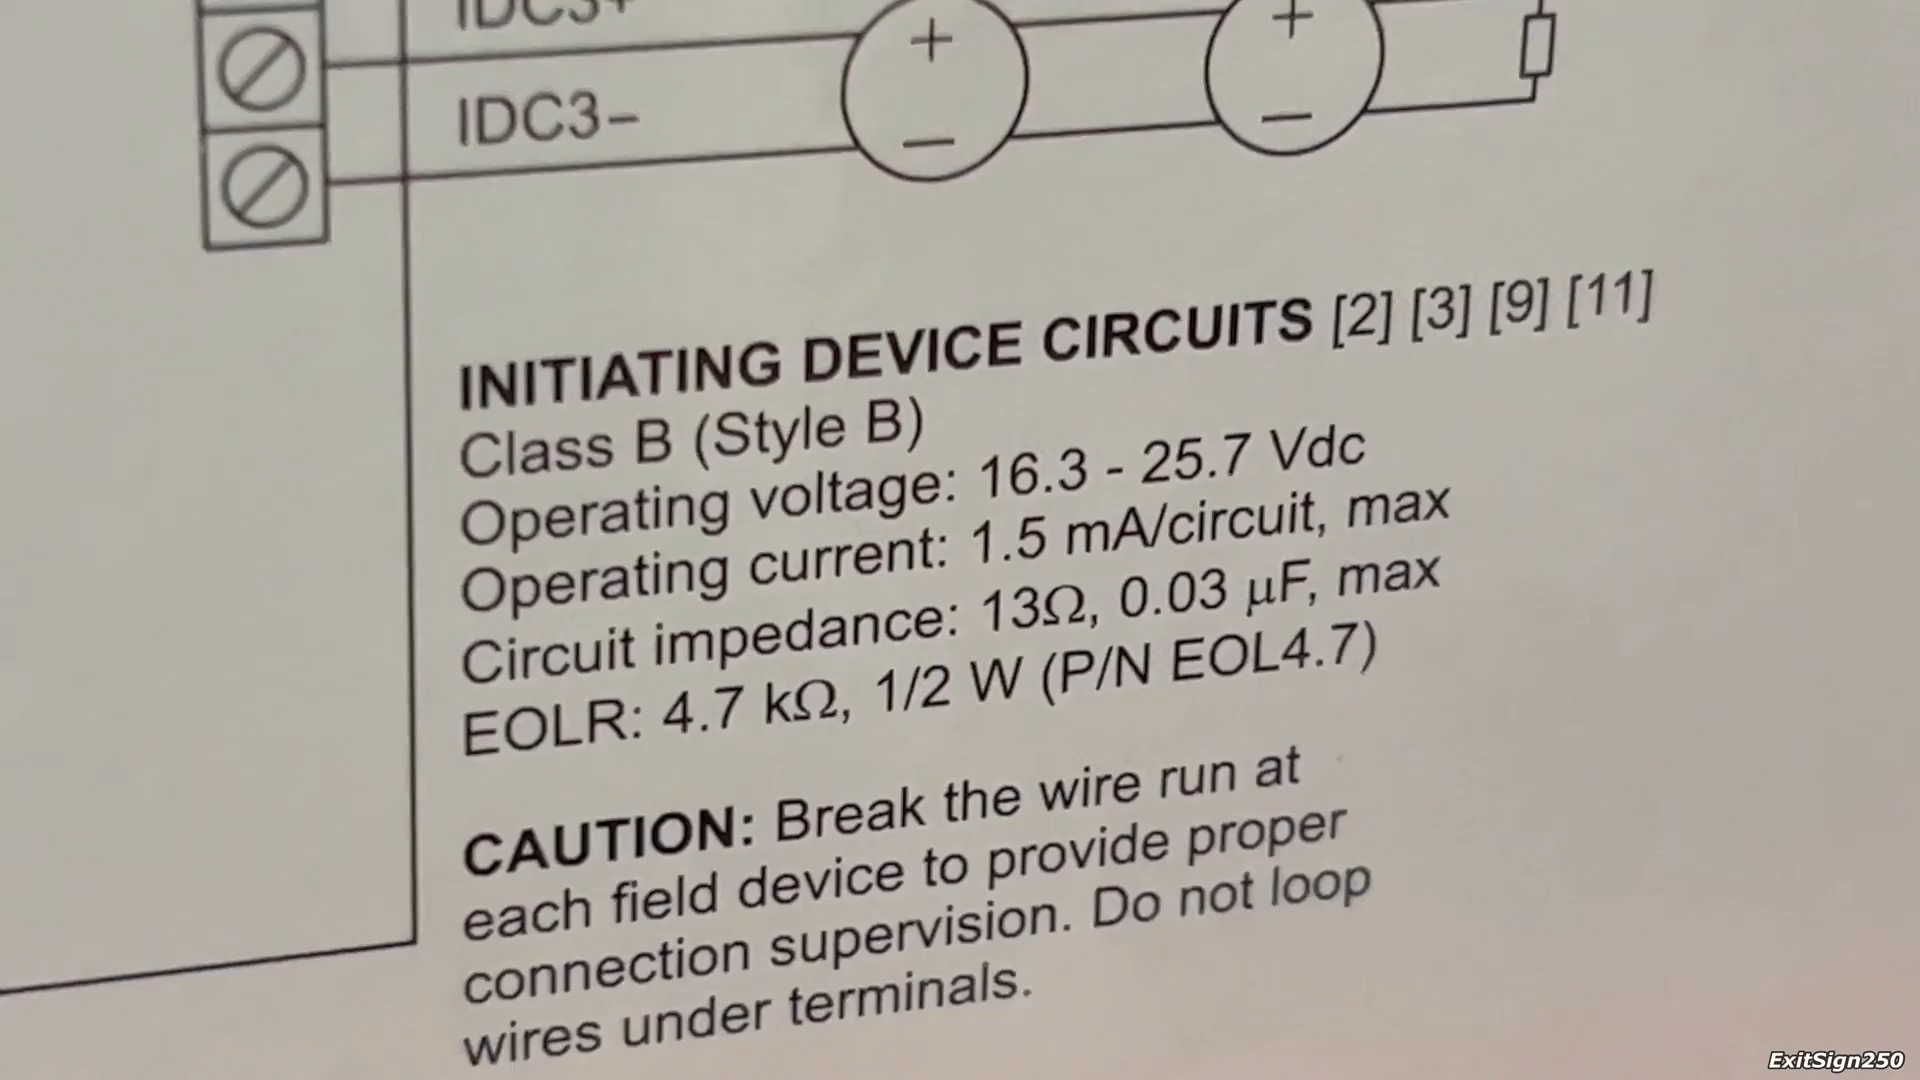 IDC3+
+
+
IDC3–
–
–
INITIATING DEVICE CIRCUITS [2] [3] [9] [11]
Class B (Style B)
Operating voltage: 16.3 - 25.7 Vdc
Operating current: 1.5 mA/circuit, max
Circuit impedance: 13Ω, 0.03 μF, max
EOLR: 4.7 kΩ, 1/2 W (P/N EOL4.7)
CAUTION: Break the wire run at
each field device to provide proper
connection supervision. Do not loop
wires under terminals.
ExitSign250